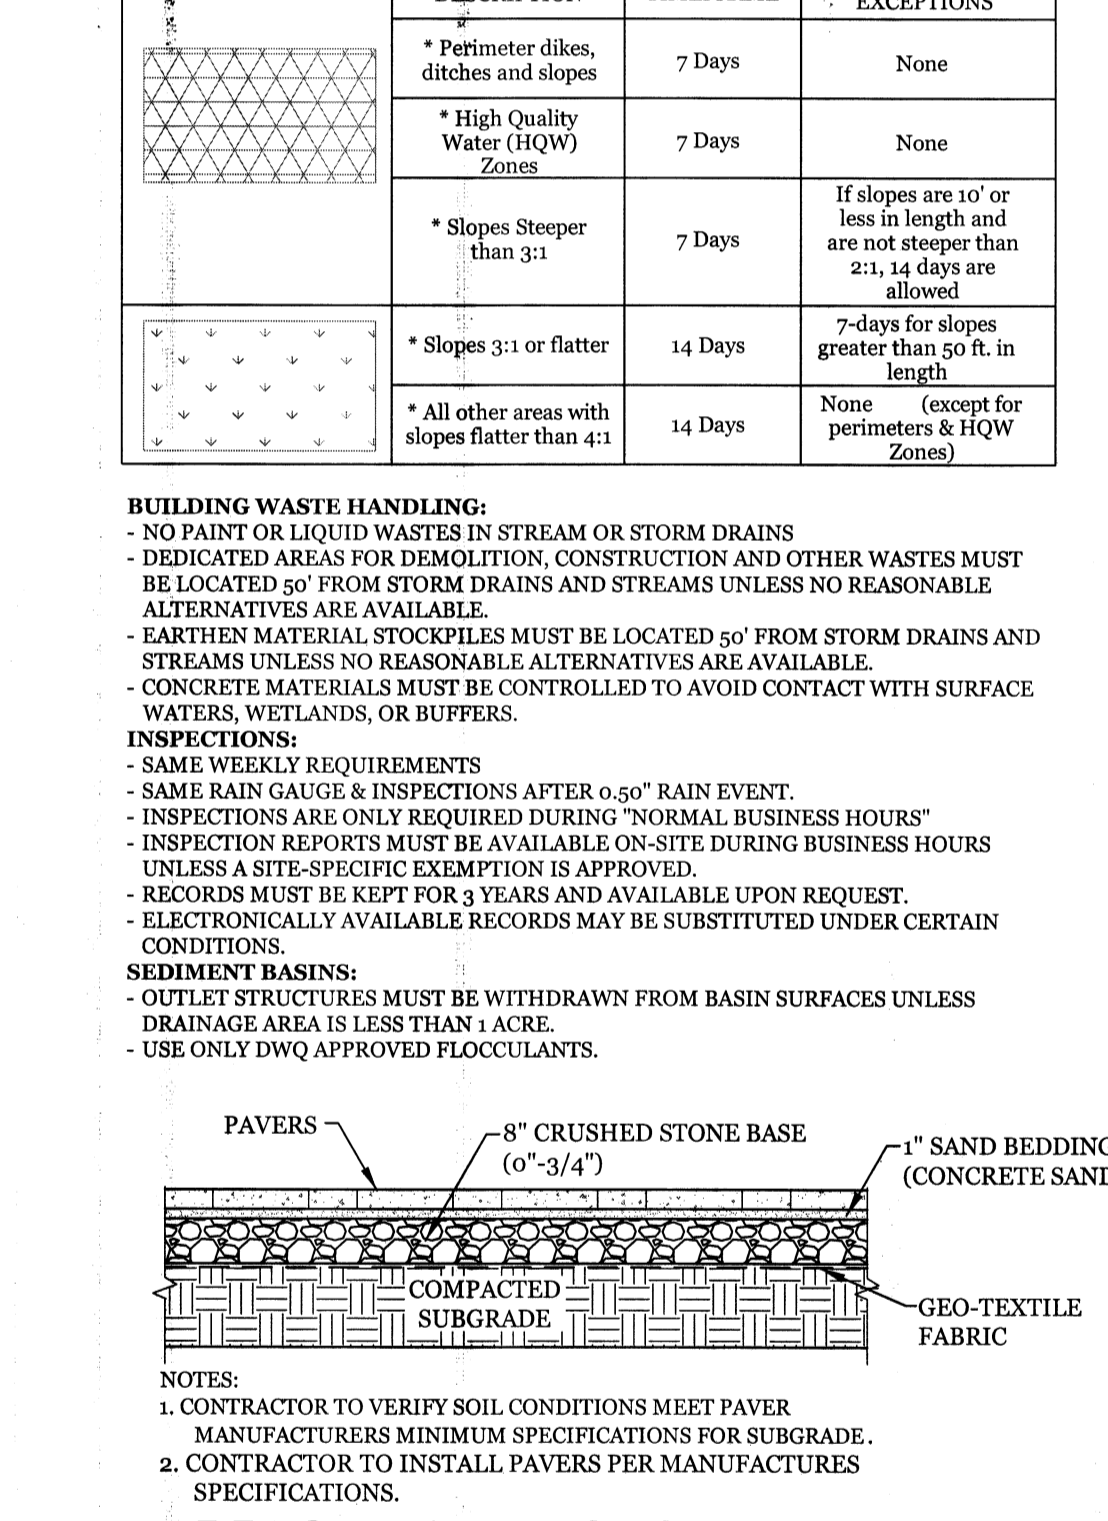 EXCEPTIONS
* Perimeter dikes,
ditches and slopes
7 Days
None
* High Quality
Water (HQW)
Zones
7 Days
None
* Slopes Steeper
than 3:1
7 Days
If slopes are 10' or
less in length and
are not steeper than
2:1, 14 days are
allowed
* Slopes 3:1 or flatter
14 Days
7-days for slopes
greater than 50 ft. in
length
* All other areas with
slopes flatter than 4:1
14 Days
None (except for
perimeters & HQW
Zones)
BUILDING WASTE HANDLING:
- NO PAINT OR LIQUID WASTES IN STREAM OR STORM DRAINS
- DEDICATED AREAS FOR DEMOLITION, CONSTRUCTION AND OTHER WASTES MUST
BE LOCATED 50' FROM STORM DRAINS AND STREAMS UNLESS NO REASONABLE
ALTERNATIVES ARE AVAILABLE.
- EARTHEN MATERIAL STOCKPILES MUST BE LOCATED 50' FROM STORM DRAINS AND
STREAMS UNLESS NO REASONABLE ALTERNATIVES ARE AVAILABLE.
- CONCRETE MATERIALS MUST BE CONTROLLED TO AVOID CONTACT WITH SURFACE
WATERS, WETLANDS, OR BUFFERS.
INSPECTIONS:
- SAME WEEKLY REQUIREMENTS
- SAME RAIN GAUGE & INSPECTIONS AFTER 0.50" RAIN EVENT.
- INSPECTIONS ARE ONLY REQUIRED DURING "NORMAL BUSINESS HOURS"
- INSPECTION REPORTS MUST BE AVAILABLE ON-SITE DURING BUSINESS HOURS
UNLESS A SITE-SPECIFIC EXEMPTION IS APPROVED.
- RECORDS MUST BE KEPT FOR 3 YEARS AND AVAILABLE UPON REQUEST.
- ELECTRONICALLY AVAILABLE RECORDS MAY BE SUBSTITUTED UNDER CERTAIN
CONDITIONS.
SEDIMENT BASINS:
- OUTLET STRUCTURES MUST BE WITHDRAWN FROM BASIN SURFACES UNLESS
DRAINAGE AREA IS LESS THAN 1 ACRE.
- USE ONLY DWQ APPROVED FLOCCULANTS.
PAVERS
8" CRUSHED STONE BASE
(0"-3/4")
1" SAND BEDDING
(CONCRETE SAND
COMPACTED
SUBGRADE
GEO-TEXTILE
FABRIC
NOTES:
1. CONTRACTOR TO VERIFY SOIL CONDITIONS MEET PAVER
MANUFACTURERS MINIMUM SPECIFICATIONS FOR SUBGRADE.
2. CONTRACTOR TO INSTALL PAVERS PER MANUFACTURES
SPECIFICATIONS.